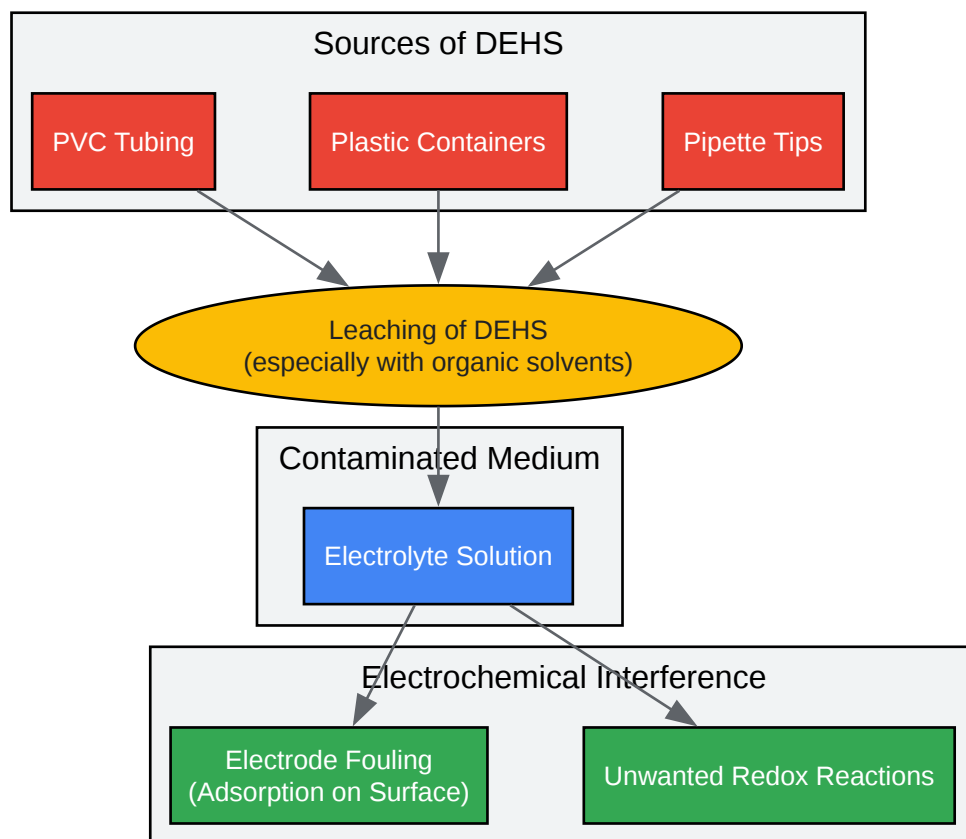 Sources of DEHS
PVC Tubing
Plastic Containers
Pipette Tips
Leaching of DEHS
(especially with organic solvents)
Contaminated Medium
Electrolyte Solution
Electrochemical Interference
Electrode Fouling
(Adsorption on Surface)
Unwanted Redox Reactions